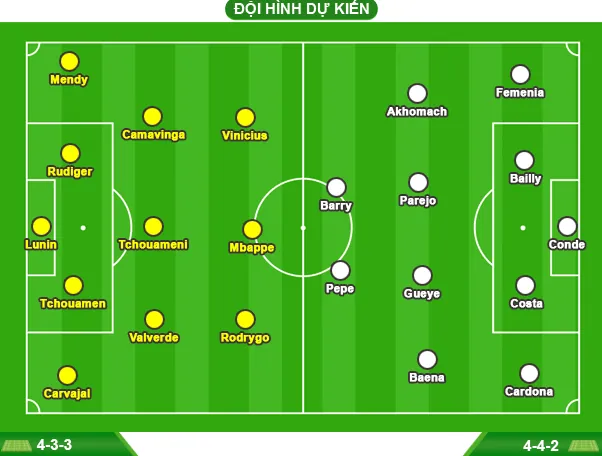 ĐỘI HÌNH DỰ KIẾN
Mendy
Camavinga
Vinicius
Rudiger
Lunin
Tchouameni
Mbappe
Tchouamen
Valverde
Rodrygo
Carvajal
Akhomach
Femenia
Barry
Parejo
Bailly
Conde
Pepe
Gueye
Costa
Baena
Cardona
4-3-3
4-4-2